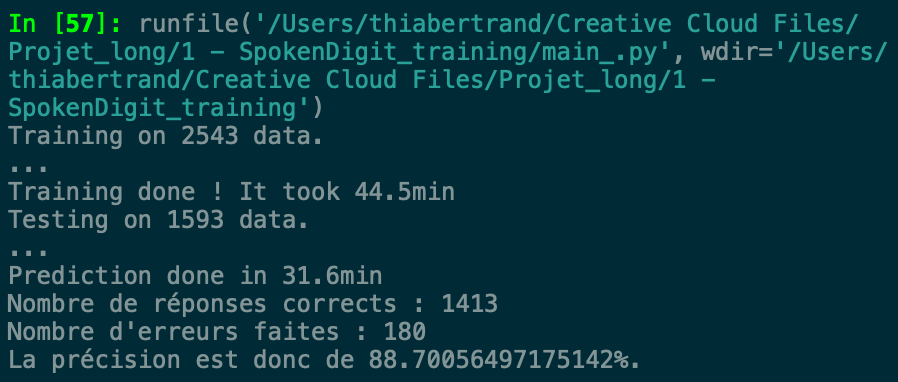 In [57]: runfile('/Users/thiabertrand/Creative Cloud Files/
Projet_long/1 - SpokenDigit_training/main_.py', wdir='/Users/
thiabertrand/Creative Cloud Files/Projet_long/1 -
SpokenDigit_training')
Training on 2543 data.
...
Training done ! It took 44.5min
Testing on 1593 data.
...
Prediction done in 31.6min
Nombre de réponses corrects : 1413
Nombre d'erreurs faites : 180
La précision est donc de 88.70056497175142%.